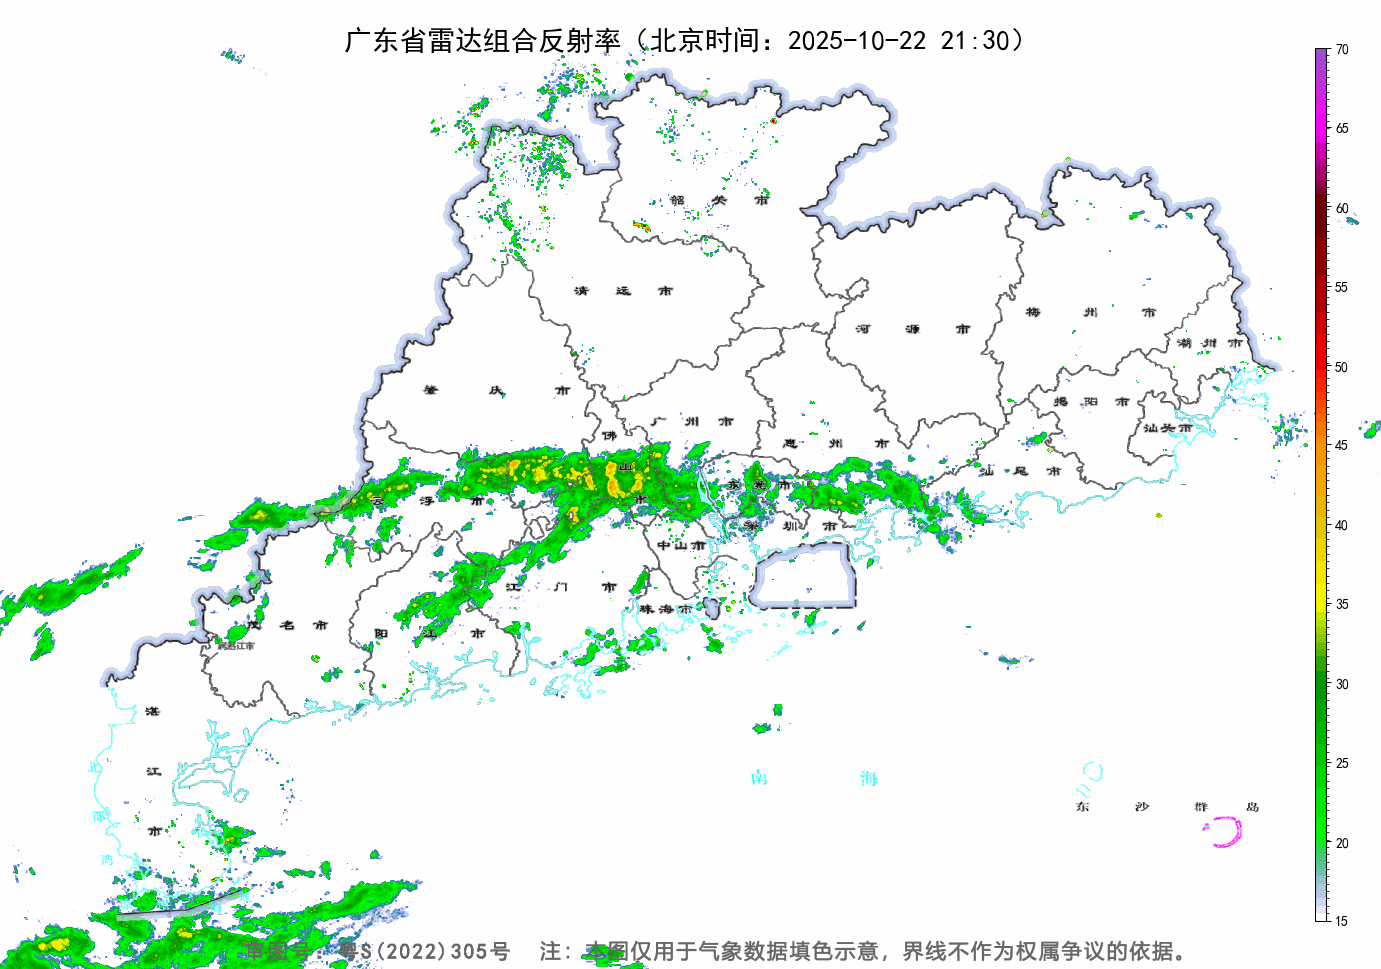 广东省雷达组合反射率（北京时间：2025-10-22 21:30）
70
65
60
55
50
45
40
35
30
25
20
15
韶关市
清远市
河源市
梅州市
潮州市
肇庆市
广州市
佛山市
惠州市
揭阳市
汕头市
汕尾市
云浮市
东莞市
深圳市
中山市
江门市
珠海市
茂名市
阳江市
湛江市
湛江市
北部湾
南海
东沙群岛
审图号：粤S(2022)305号 注：本图仅用于气象数据填色示意，界线不作为权属争议的依据。